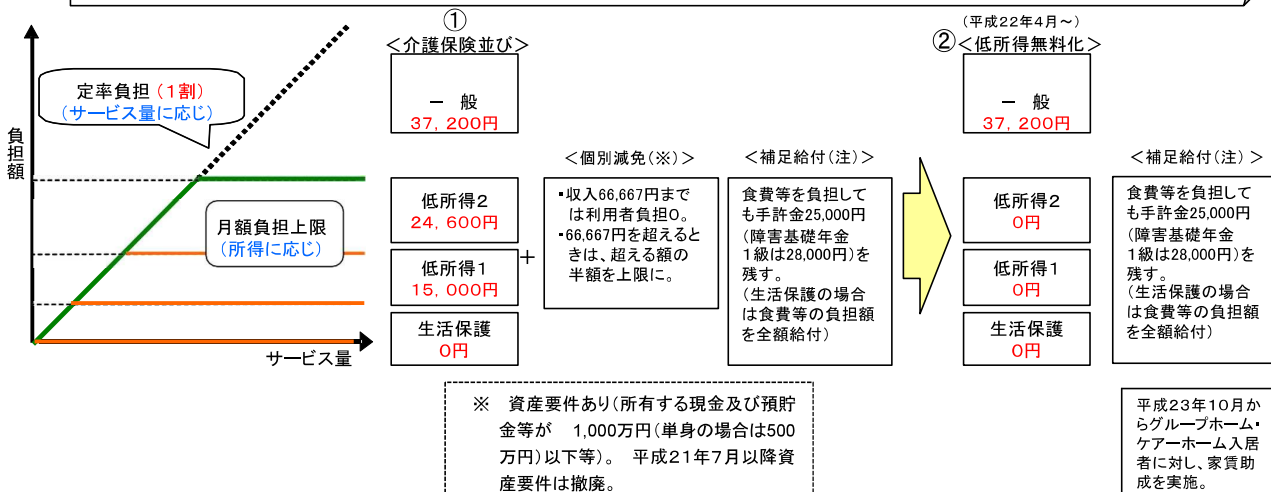 定率負担（1割）
（サービス量に応じ）
負担額
月額負担上限
（所得に応じ）
サービス量
①
＜介護保険並び＞
一 般
37，200円
低所得2
24，600円
低所得1
15，000円
生活保護
0円
＋
＜個別減免（※）＞
▪収入66,667円まで
は利用者負担0。
▪66,667円を超えると
きは、超える額の
半額を上限に。
＜補足給付（注）＞
食費等を負担して
も手許金25,000円
（障害基礎年金
1級は28,000円）を
残す。
（生活保護の場合
は食費等の負担額
を全額給付）
（平成22年4月～）
②＜低所得無料化＞
一 般
37，200円
低所得2
0円
低所得1
0円
生活保護
0円
＜補足給付（注）＞
食費等を負担して
も手許金25,000円
（障害基礎年金
1級は28,000円）を
残す。
（生活保護の場合
は食費等の負担額
を全額給付）
※ 資産要件あり（所有する現金及び預貯
金等が 1,000万円（単身の場合は500
万円）以下等）。 平成21年7月以降資
産要件は撤廃。
平成23年10月か
らグループホーム▪
ケアーホーム入居
者に対し、家賃助
成を実施。